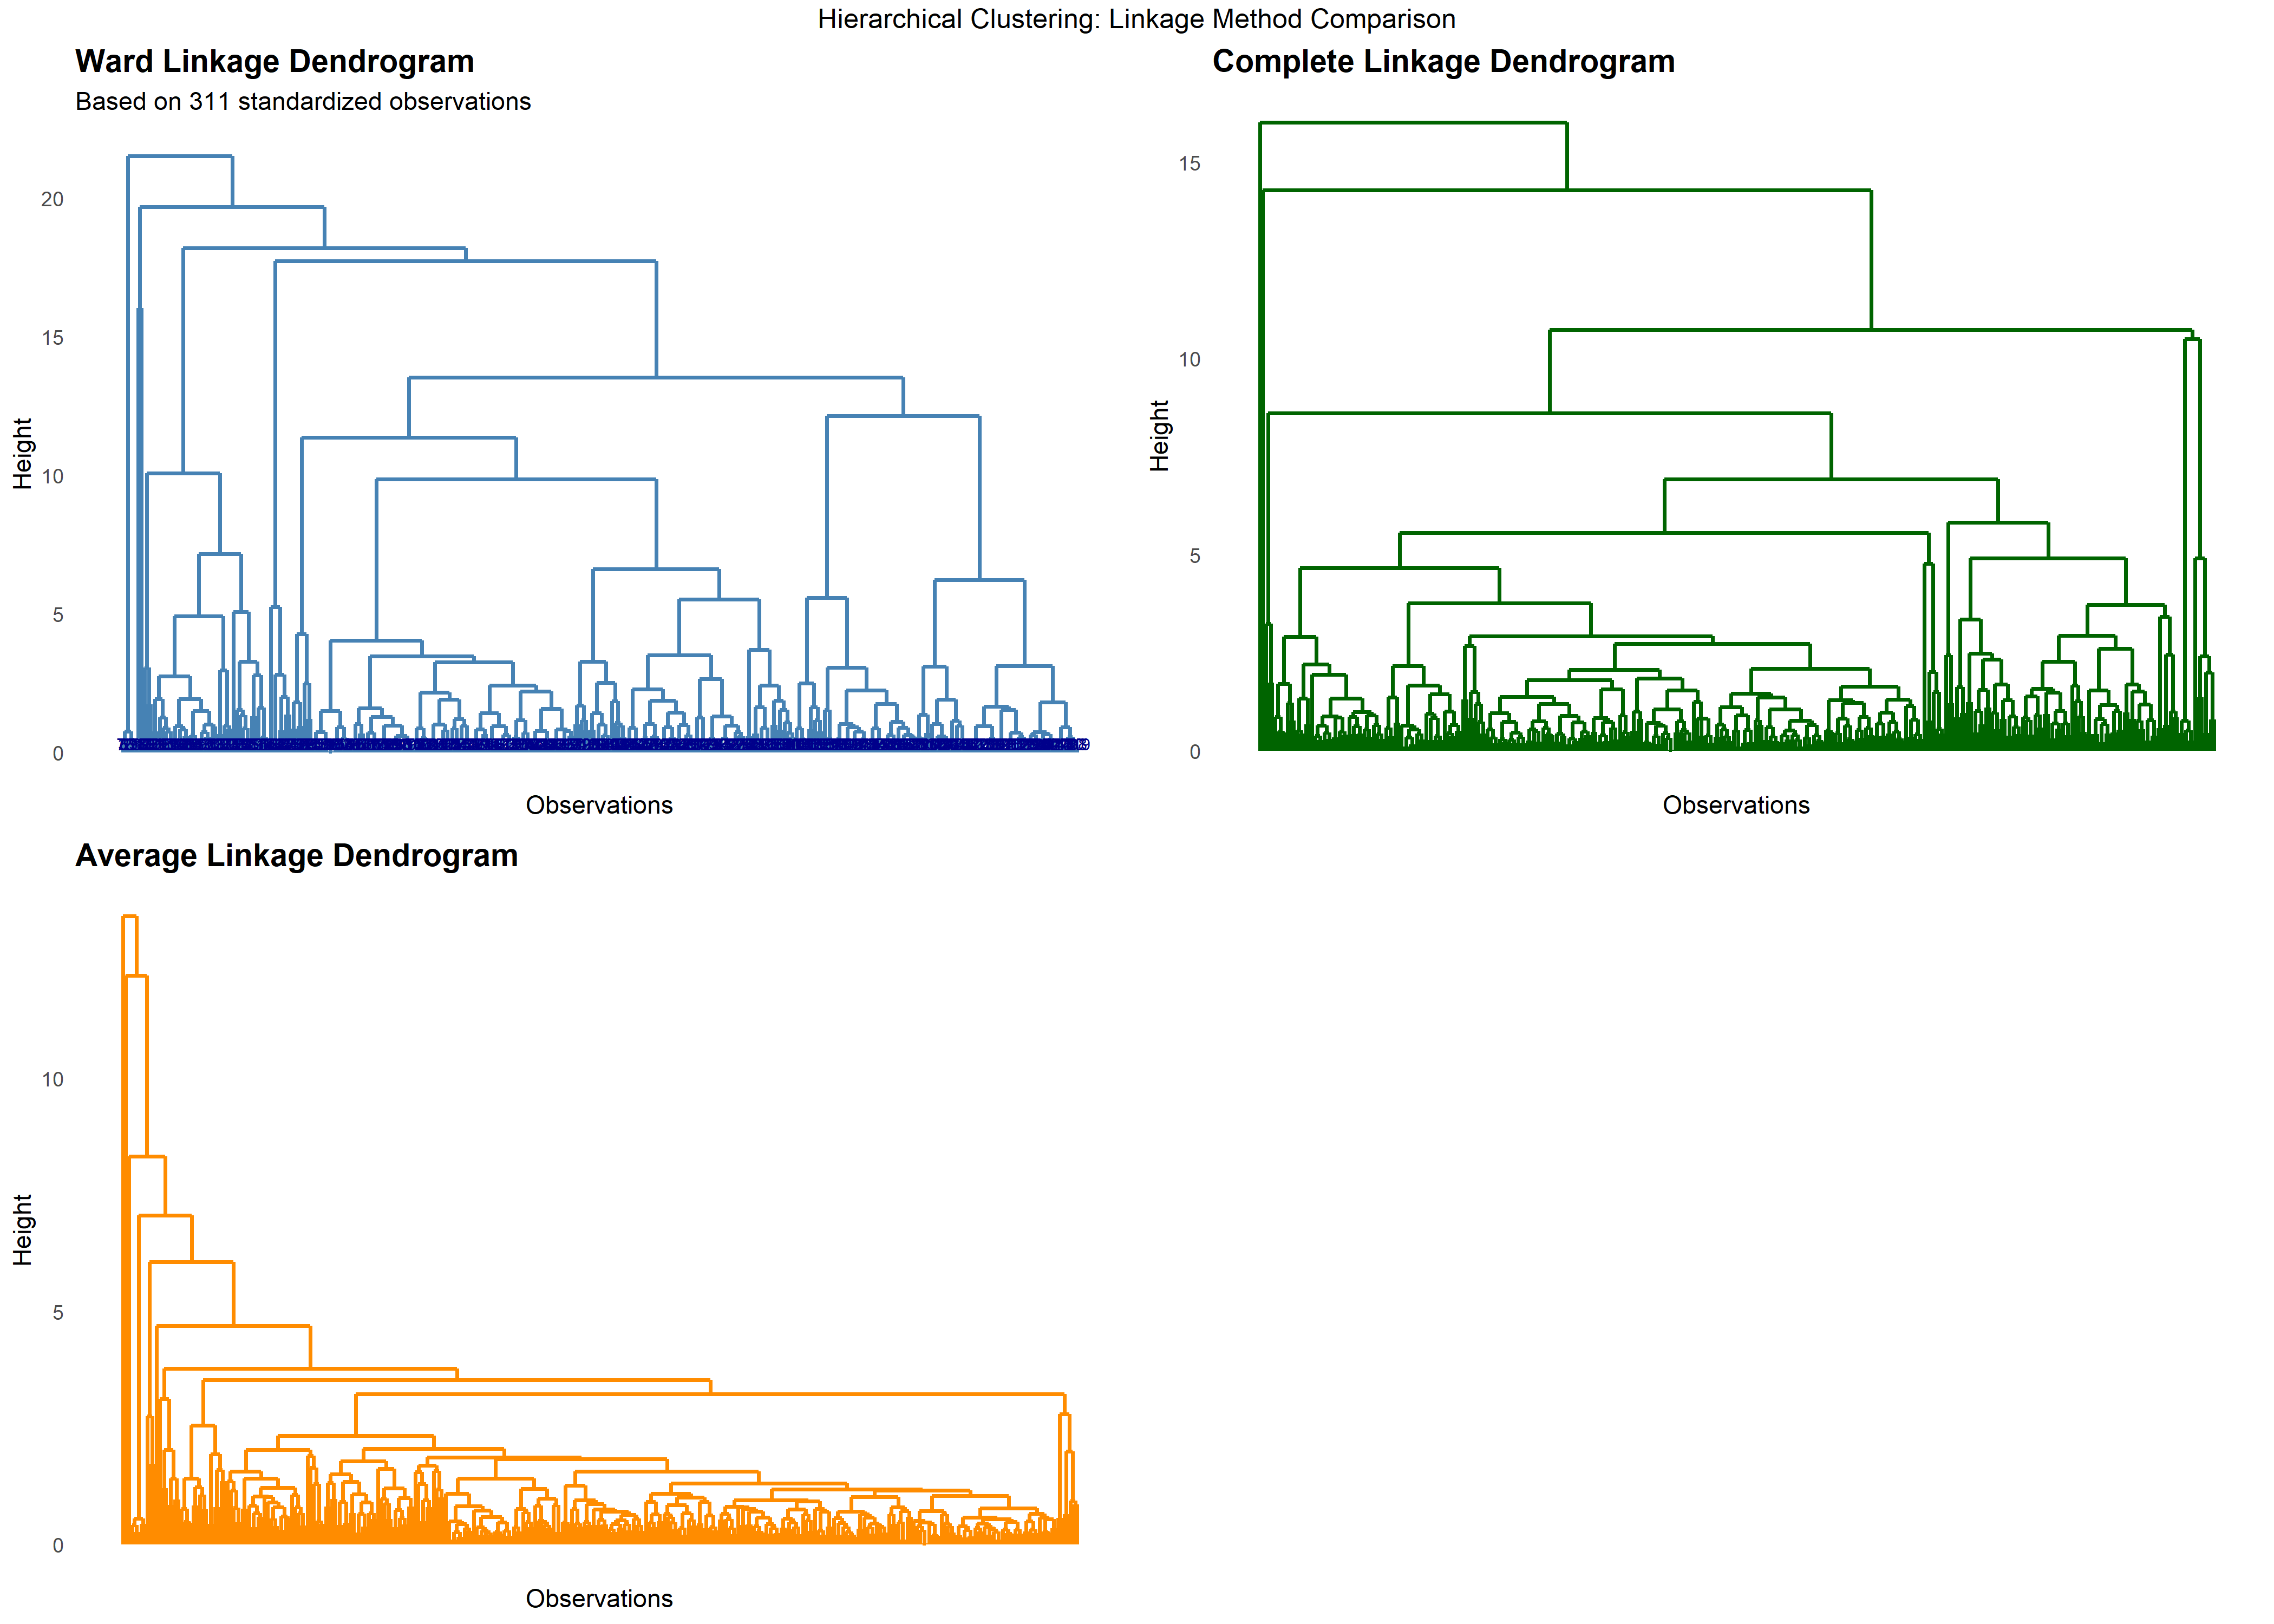 Hierarchical Clustering: Linkage Method Comparison
Ward Linkage Dendrogram
Based on 311 standardized observations
Height
20
15
10
5
0
Observations
Complete Linkage Dendrogram
Height
15
10
5
0
Observations
Average Linkage Dendrogram
Height
10
5
0
Observations